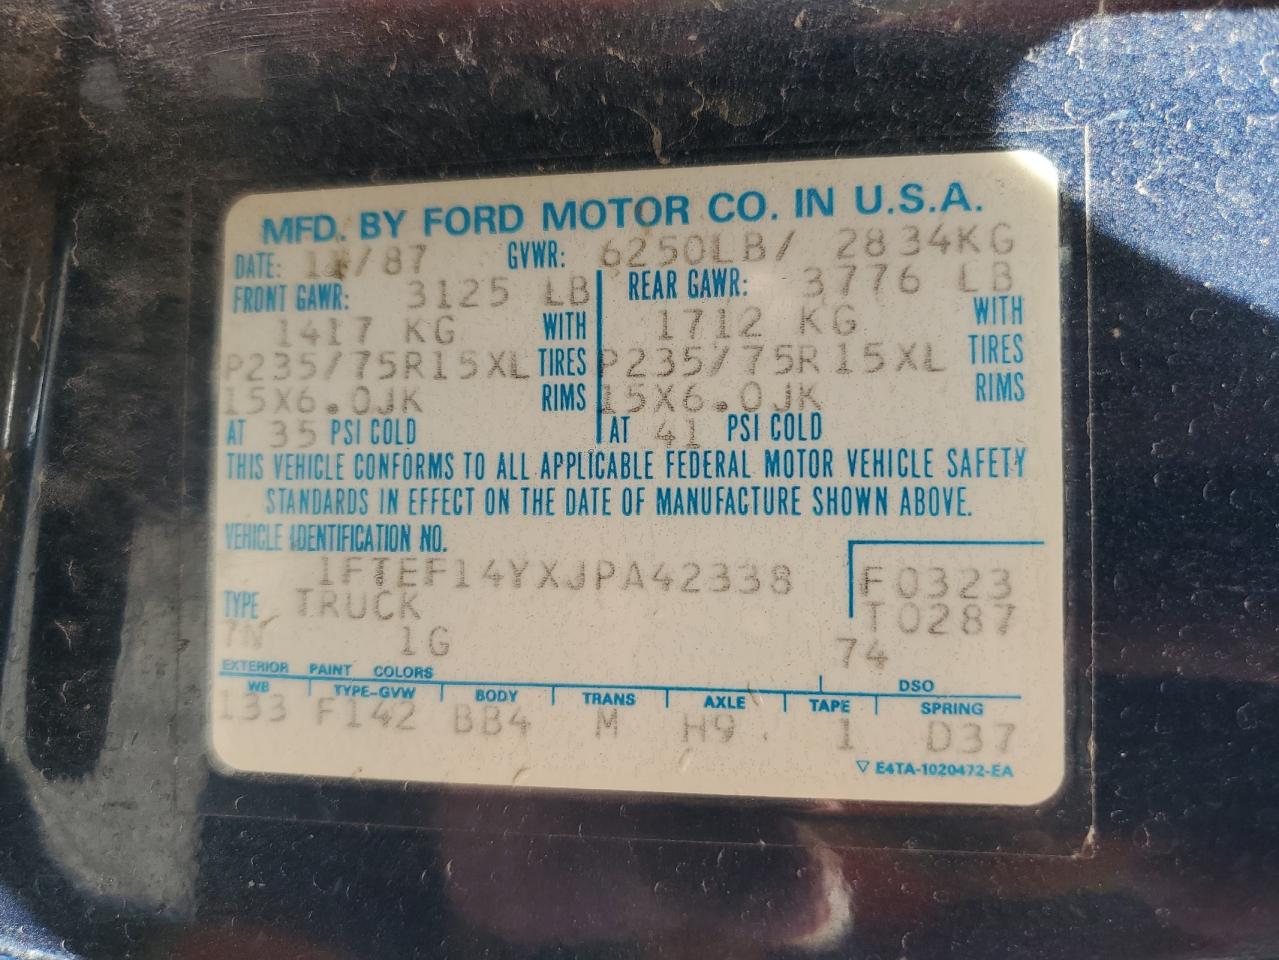 MFD. BY FORD MOTOR CO. IN U.S.A.
DATE: 11/87 GVWR: 6250LB/ 2834KG
FRONT GAWR: 3125 LB REAR GAWR: 3776 LB
1417 KG WITH 1712 KG WITH
P235/75R15XL TIRES P235/75R15XL TIRES
15X6.0JK RIMS 15X6.0JK RIMS
AT 35 PSI COLD AT 41 PSI COLD
THIS VEHICLE CONFORMS TO ALL APPLICABLE FEDERAL MOTOR VEHICLE SAFETY
STANDARDS IN EFFECT ON THE DATE OF MANUFACTURE SHOWN ABOVE.
VEHICLE IDENTIFICATION NO.
1FTEF14YXJPA42338 F0323
TYPE TRUCK T0287
7N 1G 74
EXTERIOR PAINT COLORS DSO
WB TYPE-GVW BODY TRANS AXLE TAPE SPRING
133 F142 BB4 M H9 1 D37
▽ E4TA-1020472-EA